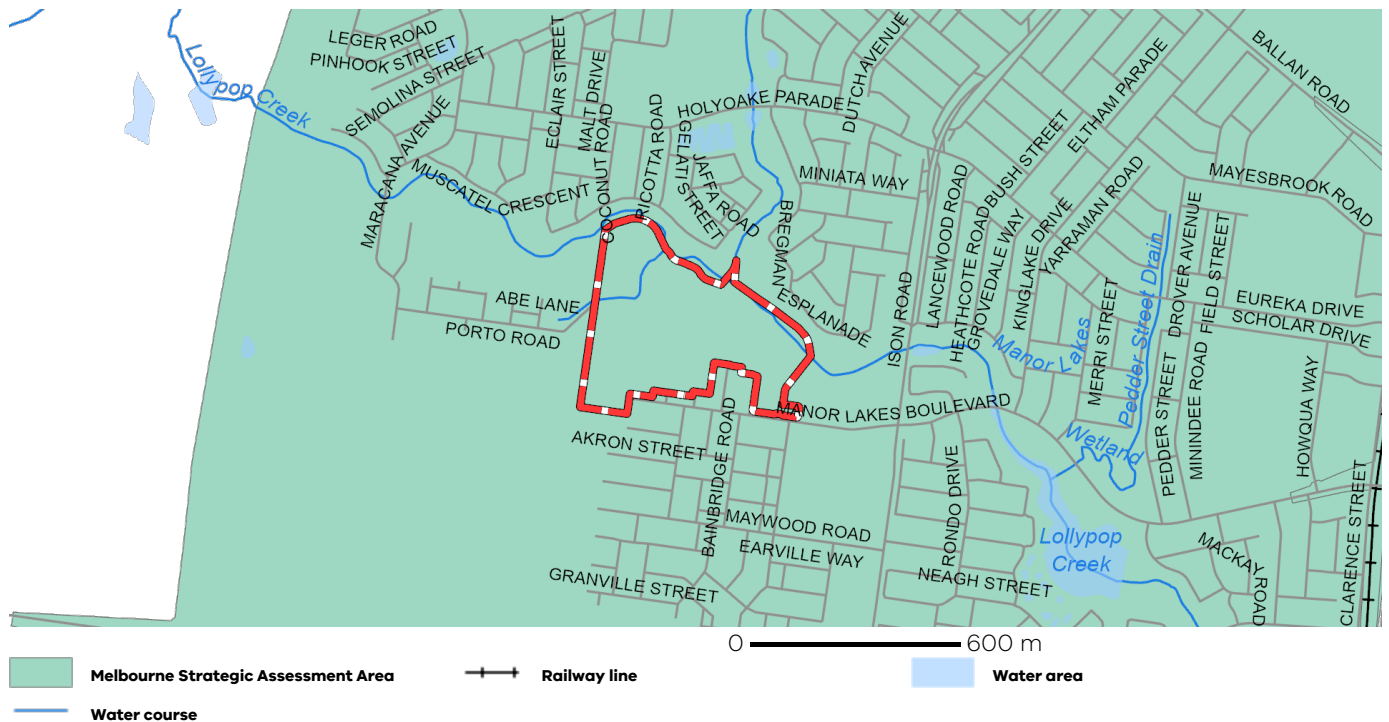 LEGER ROAD
PINHOOK STREET
SEMOLINA STREET
Lollypop Creek
MARACANA AVENUE
MUSCATEL CRESCENT
ECLAIR STREET
MALT DRIVE
COCONUT ROAD
RICOTTA ROAD
HOLYOAKE PARADE
GELATI STREET
JAFFA ROAD
DUTCH AVENUE
MINIATA WAY
BREGMAN
ESPLANADE
ELTHAM PARADE
BALLAN ROAD
BUSH STREET
MAYESBROOK ROAD
LANCEWOOD ROAD
HEATHCOTE ROAD
GROVEDALE WAY
KINGLAKE DRIVE
YARRAMAN ROAD
ISON ROAD
ABE LANE
PORTO ROAD
Manor Lakes
MERRI STREET
Pedder Street Drain
DROVER AVENUE
FIELD STREET
EUREKA DRIVE
SCHOLAR DRIVE
PEDDER STREET
MININDEE ROAD
HOWQUA WAY
MANOR LAKES BOULEVARD
Wetland
AKRON STREET
BAINBRIDGE ROAD
MAYWOOD ROAD
EARVILLE WAY
GRANVILLE STREET
RONDO DRIVE
NEAGH STREET
Lollypop
Creek
MACKAY ROAD
CLARENCE STREET
0 600 m
Melbourne Strategic Assessment Area
Railway line
Water area
Water course